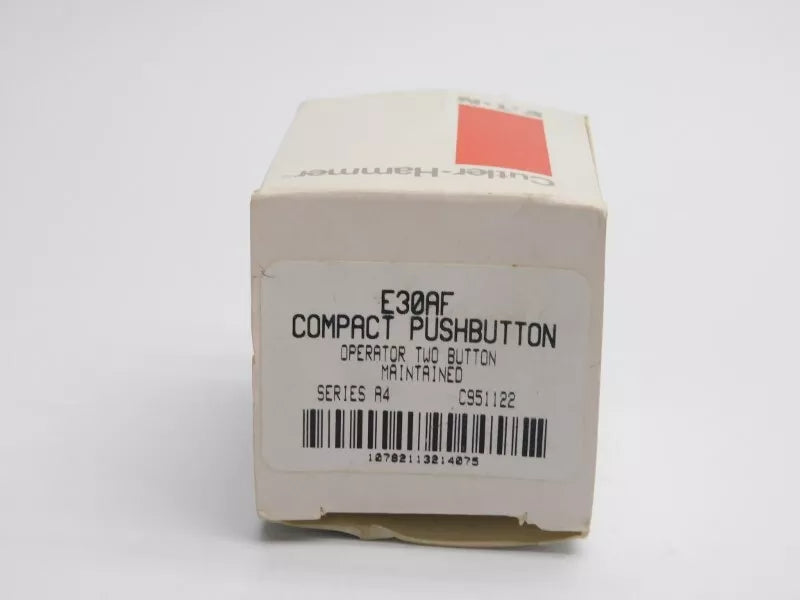 E·T·N
Cutler-Hammer
E30AF
COMPACT PUSHBUTTON
OPERATOR TWO BUTTON
MAINTAINED
SERIES A4 C951122
10782113214075